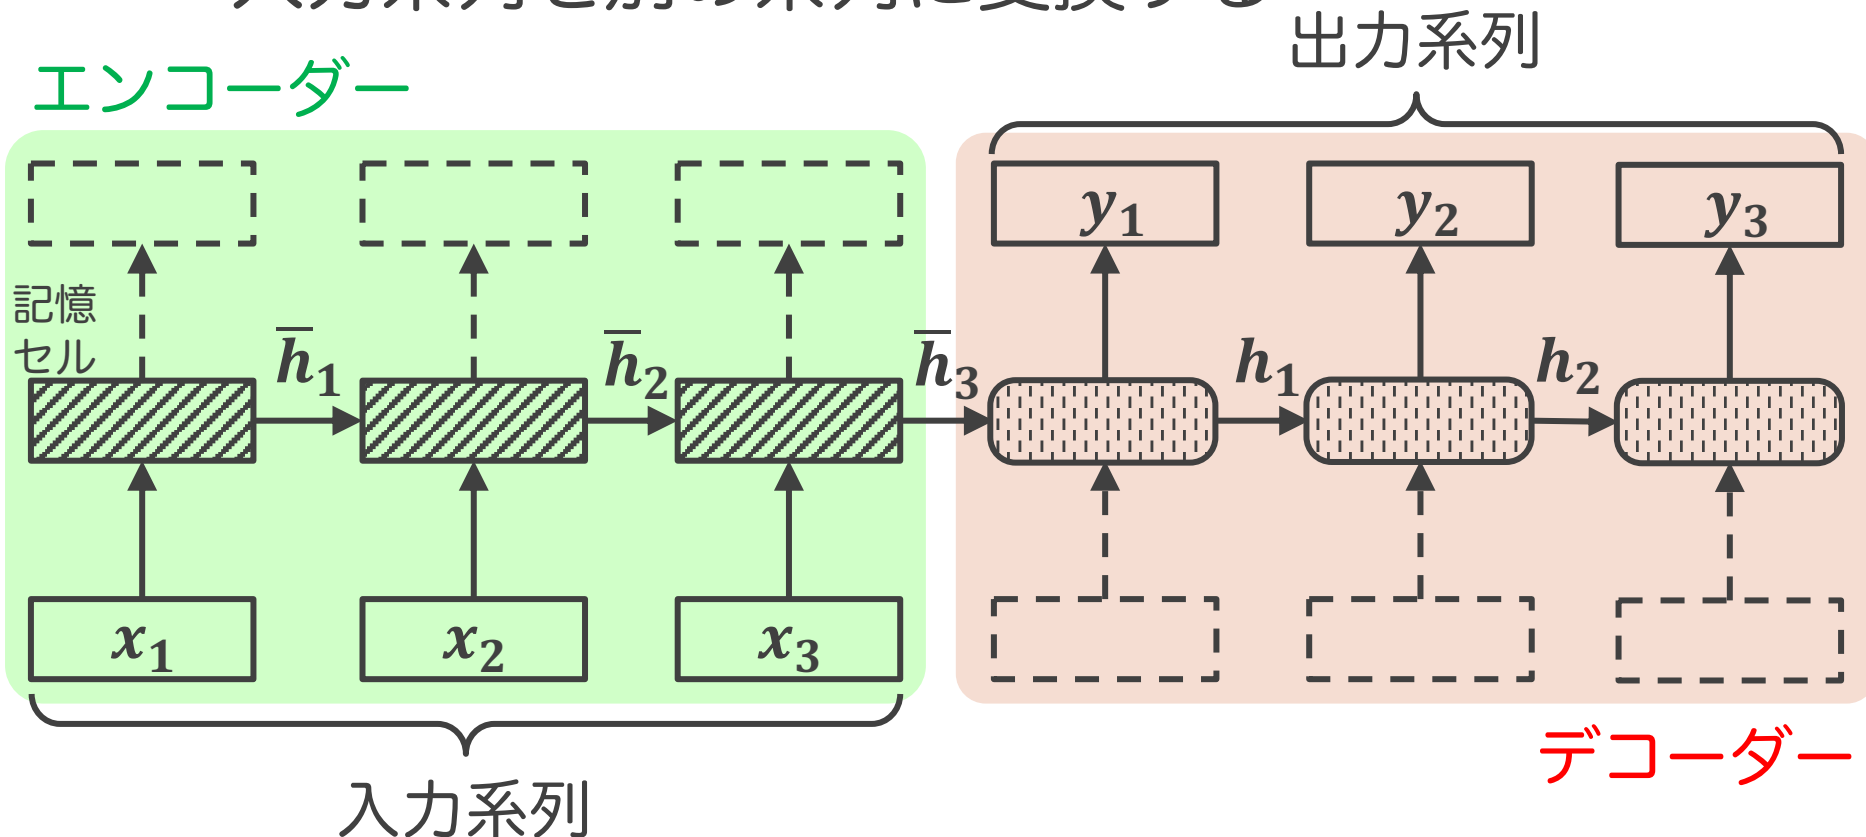 出力系列
エンコーダー
y₁ y₂ y₃
記憶
セル
h̅₁ h̅₂ h̅₃ h₁ h₂
x₁ x₂ x₃
デコーダー
入力系列